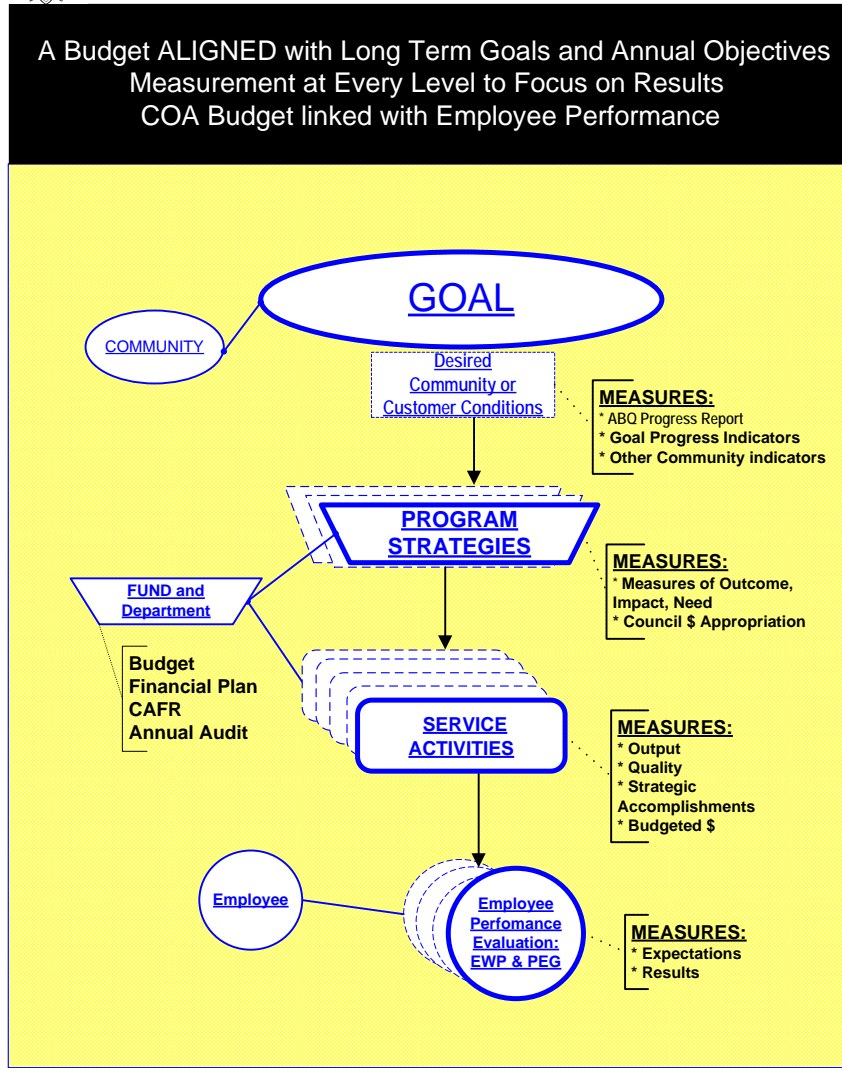 A Budget ALIGNED with Long Term Goals and Annual Objectives
Measurement at Every Level to Focus on Results
COA Budget linked with Employee Performance
GOAL
COMMUNITY
Desired
Community or
Customer Conditions
MEASURES:
* ABQ Progress Report
* Goal Progress Indicators
* Other Community indicators
PROGRAM
STRATEGIES
MEASURES:
* Measures of Outcome,
Impact, Need
* Council $ Appropriation
FUND and
Department
Budget
Financial Plan
CAFR
Annual Audit
SERVICE
ACTIVITIES
MEASURES:
* Output
* Quality
* Strategic
Accomplishments
* Budgeted $
Employee
Employee
Perfomance
Evaluation:
EWP & PEG
MEASURES:
* Expectations
* Results